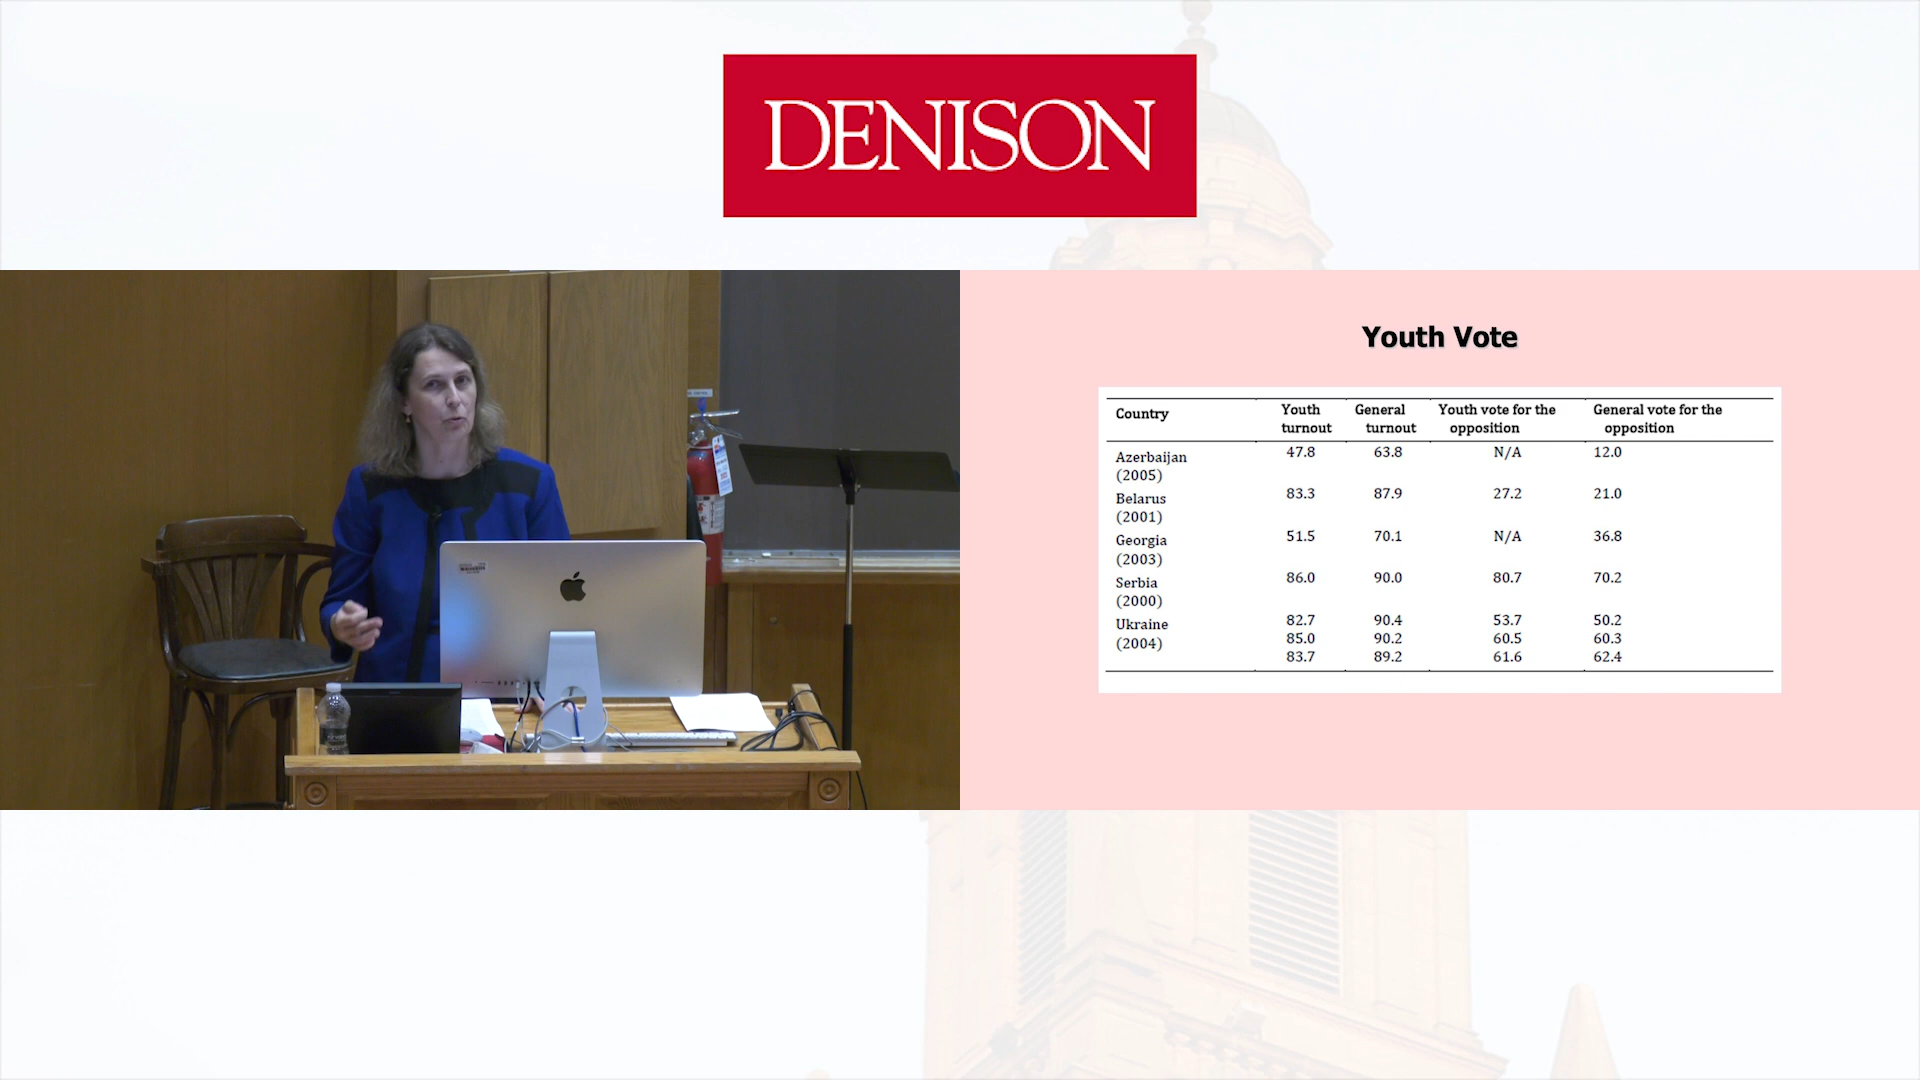 DENISON
Youth Vote
Country Youth turnout General turnout Youth vote for the opposition General vote for the opposition
Azerbaijan (2005) 47.8 63.8 N/A 12.0
Belarus (2001) 83.3 87.9 27.2 21.0
Georgia (2003) 51.5 70.1 N/A 36.8
Serbia (2000) 86.0 90.0 80.7 70.2
Ukraine (2004) 82.7 90.4 53.7 50.2
85.0 90.2 60.5 60.3
83.7 89.2 61.6 62.4